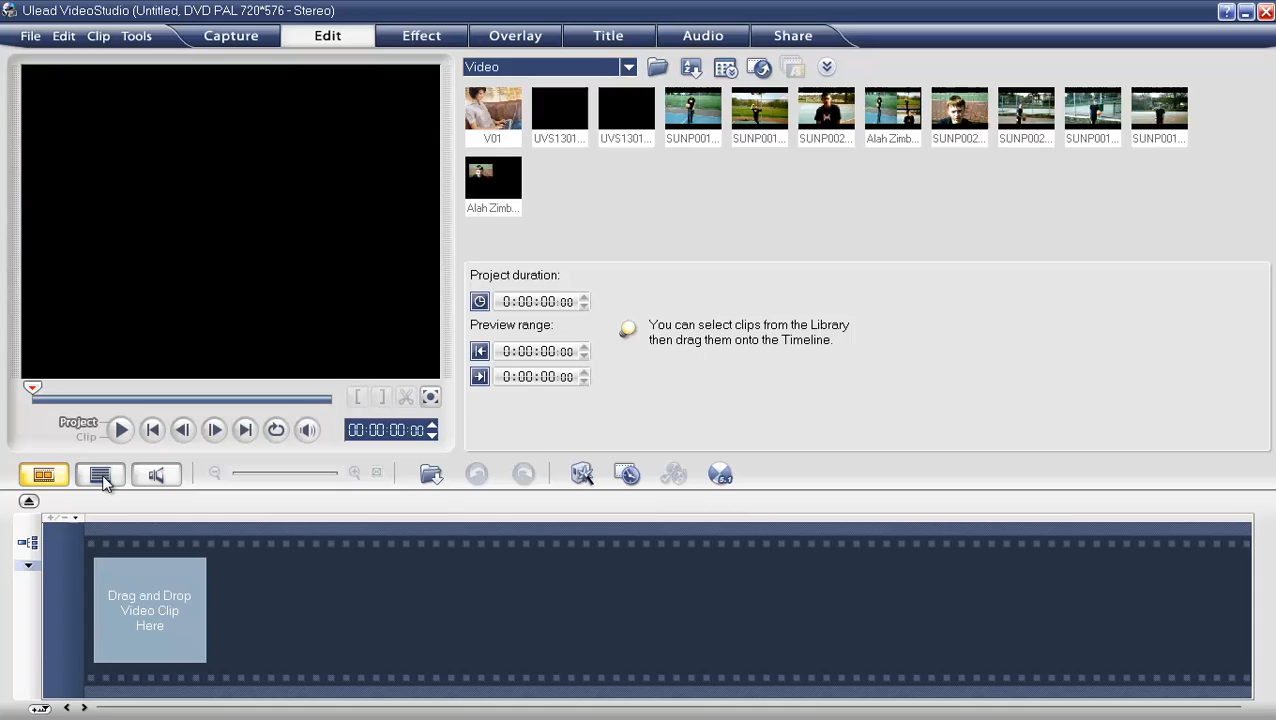 Ulead VideoStudio (Untitled, DVD PAL 720*576 - Stereo)
File Edit Clip Tools Capture Edit Effect Overlay Title Audio Share
Video
V01 UVS1301... UVS1301... SUNP001... SUNP001... SUNP002... Alah Zimb... SUNP002... SUNP002... SUNP001... SUNP001...
Alah Zimb...
Project duration:
0:00:00:00
Preview range:
You can select clips from the Library
then drag them onto the Timeline.
0:00:00:00
0:00:00:00
Project
Clip
00:00:00:00
5.1
Drag and Drop
Video Clip
Here